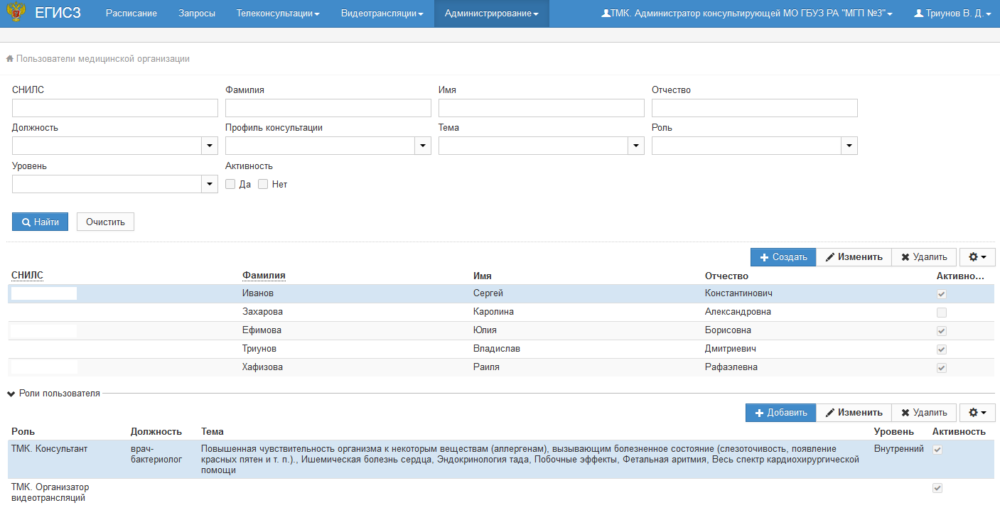 ЕГИСЗ Расписание Запросы Телеконсультации Видеотрансляции Администрирование ТМК. Администратор консультирующей МО ГБУЗ РА "МГП №3" Триунов В. Д.
Пользователи медицинской организации
СНИЛС Фамилия Имя Отчество
Должность Профиль консультации Тема Роль
Уровень Активность
Да Нет
Найти Очистить
Создать Изменить Удалить
СНИЛС Фамилия Имя Отчество Активно...
Иванов Сергей Константинович
Захарова Каролина Александровна
Ефимова Юлия Борисовна
Триунов Владислав Дмитриевич
Хафизова Раиля Рафаэлевна
Роли пользователя
Добавить Изменить Удалить
Роль Должность Тема Уровень Активность
ТМК. Консультант врач- Повышенная чувствительность организма к некоторым веществам (аллергенам), вызывающим болезненное состояние (слезоточивость, появление Внутренний
бактериолог красных пятен и т. п.)., Ишемическая болезнь сердца, Эндокринология тада, Побочные эффекты, Фетальная аритмия, Весь спектр кардиохирургической
помощи
ТМК. Организатор
видеотрансляций